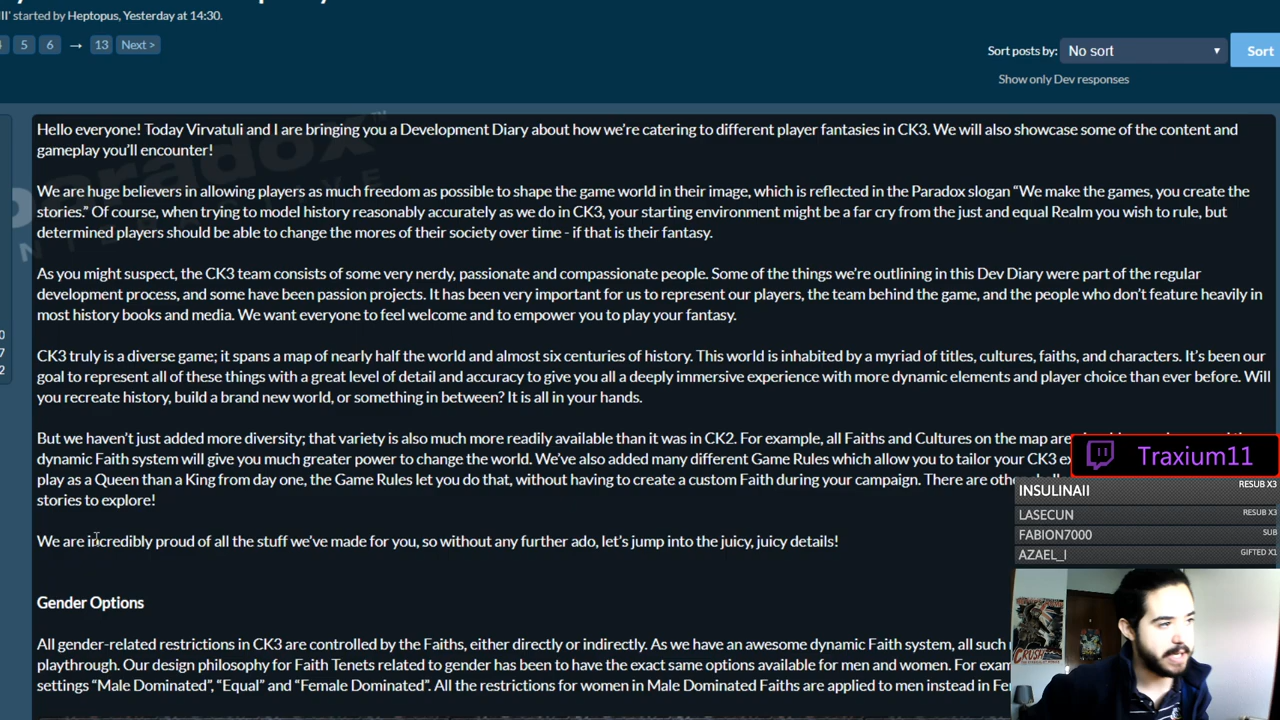 II' started by Heptopus, Yesterday at 14:30.
5 6 → 13 Next >
Sort posts by: No sort Sort
Show only Dev responses
Hello everyone! Today Virvatuli and I are bringing you a Development Diary about how we're catering to different player fantasies in CK3. We will also showcase some of the content and
gameplay you'll encounter!
We are huge believers in allowing players as much freedom as possible to shape the game world in their image, which is reflected in the Paradox slogan “We make the games, you create the
stories.” Of course, when trying to model history reasonably accurately as we do in CK3, your starting environment might be a far cry from the just and equal Realm you wish to rule, but
determined players should be able to change the mores of their society over time - if that is their fantasy.
As you might suspect, the CK3 team consists of some very nerdy, passionate and compassionate people. Some of the things we're outlining in this Dev Diary were part of the regular
development process, and some have been passion projects. It has been very important for us to represent our players, the team behind the game, and the people who don't feature heavily in
most history books and media. We want everyone to feel welcome and to empower you to play your fantasy.
0
7
2
CK3 truly is a diverse game; it spans a map of nearly half the world and almost six centuries of history. This world is inhabited by a myriad of titles, cultures, faiths, and characters. It's been our
goal to represent all of these things with a great level of detail and accuracy to give you all a deeply immersive experience with more dynamic elements and player choice than ever before. Will
you recreate history, build a brand new world, or something in between? It is all in your hands.
But we haven't just added more diversity; that variety is also much more readily available than it was in CK2. For example, all Faiths and Cultures on the map are
dynamic Faith system will give you much greater power to change the world. We've also added many different Game Rules which allow you to tailor your CK3 e
play as a Queen than a King from day one, the Game Rules let you do that, without having to create a custom Faith during your campaign. There are othe
stories to explore!
We are incredibly proud of all the stuff we've made for you, so without any further ado, let's jump into the juicy, juicy details!
Gender Options
All gender-related restrictions in CK3 are controlled by the Faiths, either directly or indirectly. As we have an awesome dynamic Faith system, all such
playthrough. Our design philosophy for Faith Tenets related to gender has been to have the exact same options available for men and women. For exam
settings “Male Dominated”, “Equal” and “Female Dominated”. All the restrictions for women in Male Dominated Faiths are applied to men instead in Fe
Traxium11
INSULINAII RESUB X3
LASECUN RESUB X3
FABION7000 SUB
AZAEL_I GIFTED X1
paradox